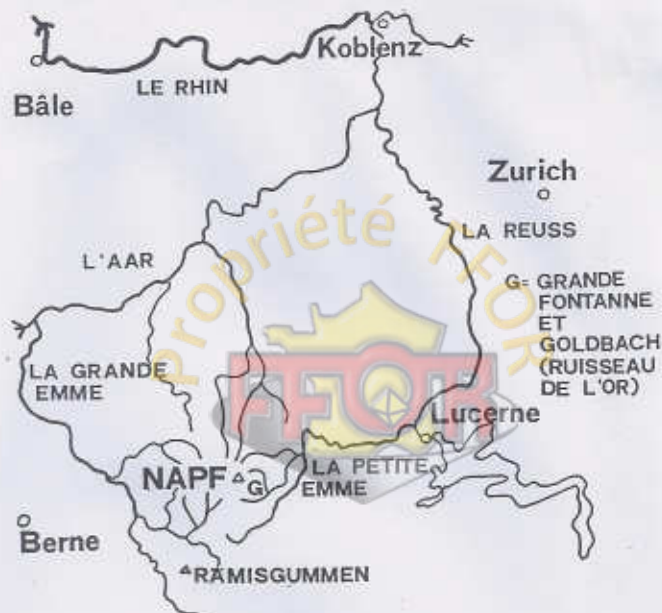 Koblenz
LE RHIN
Bâle
Zurich
LA REUSS
L'AAR
G= GRANDE
FONTANNE
ET
GOLDBACH
(RUISSEAU
DE L'OR)
Propriété FFOR
FFOR
LA GRANDE
EMME
Lucerne
NAPF
G
LA PETITE
EMME
Berne
RAMISGUMMEN